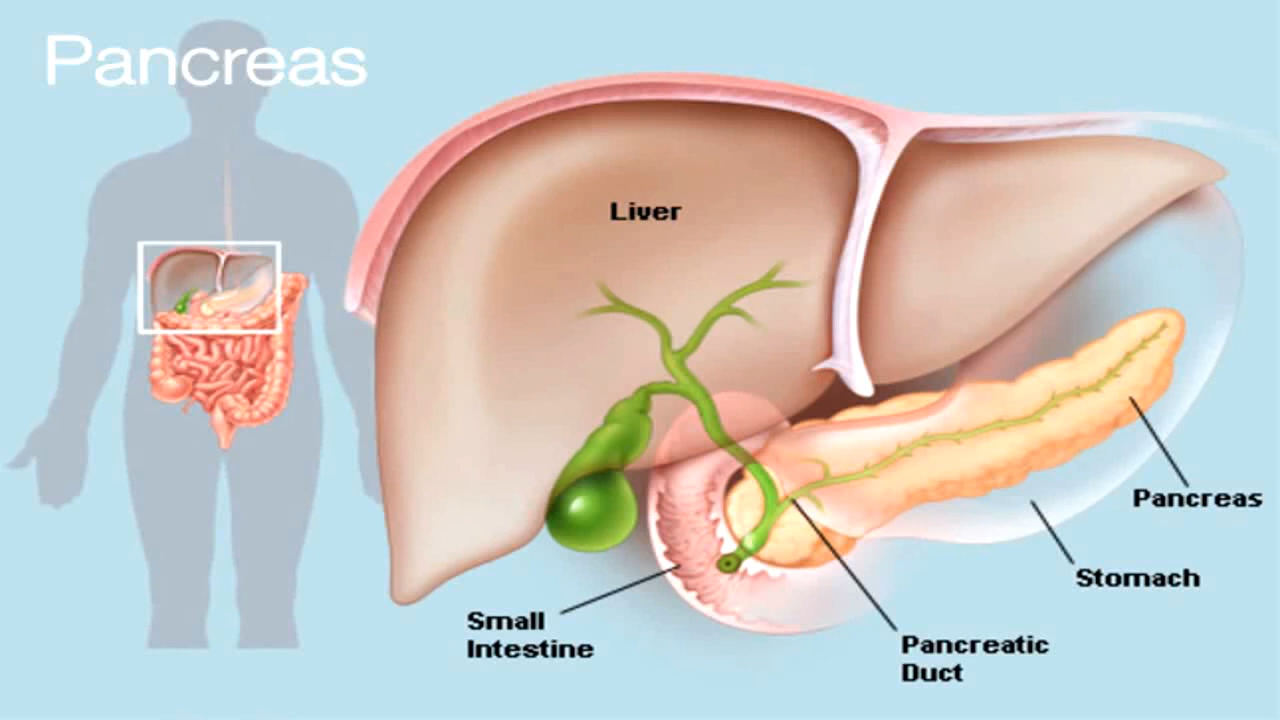 Pancreas
Liver
Pancreas
Stomach
Small
Intestine
Pancreatic
Duct